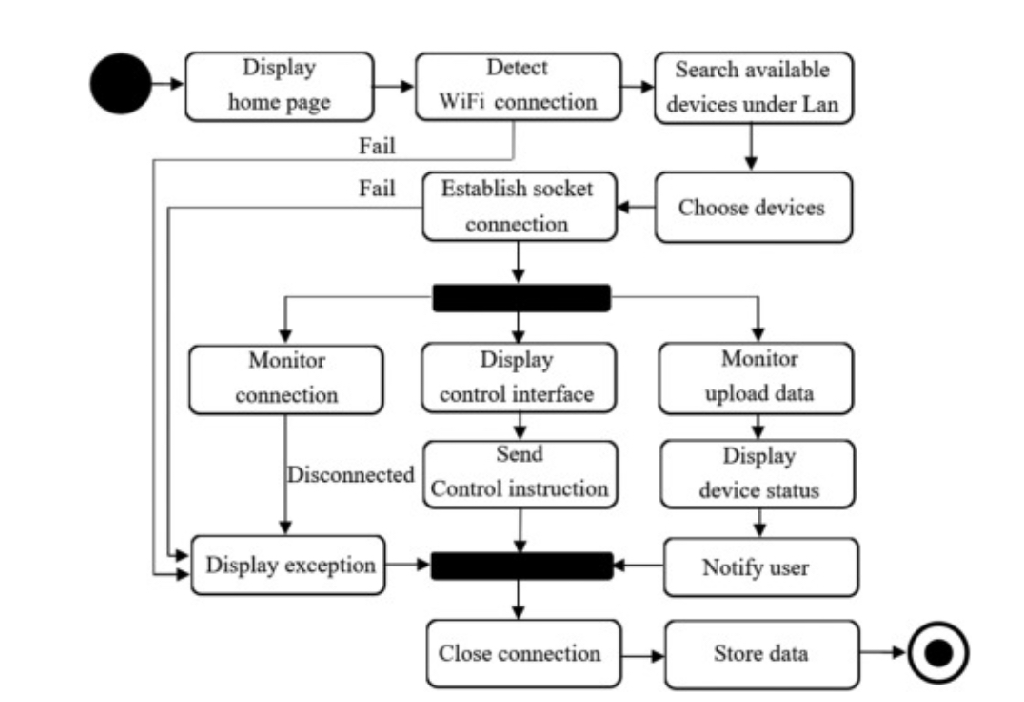 Display
home page
Detect
WiFi connection
Search available
devices under Lan
Fail
Fail
Establish socket
connection
Choose devices
Monitor
connection
Display
control interface
Monitor
upload data
Disconnected
Send
Control instruction
Display
device status
Display exception
Notify user
Close connection
Store data